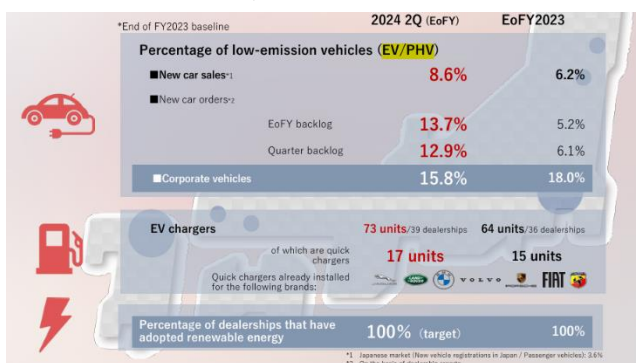 *End of FY2023 baseline
2024 2Q (EoFY) EoFY2023
Percentage of low-emission vehicles (EV/PHV)
■New car sales*1 8.6% 6.2%
■New car orders*2
EoFY backlog 13.7% 5.2%
Quarter backlog 12.9% 6.1%
■Corporate vehicles 15.8% 18.0%
EV chargers 73 units/39 dealerships 64 units/36 dealerships
of which are quick
chargers 17 units 15 units
Quick chargers already installed
for the following brands:
VOLVO FIAT
Percentage of dealerships that have
adopted renewable energy 100% (target) 100%
*1 Japanese market (New vehicle registrations in Japan / Passenger vehicles): 3.6%